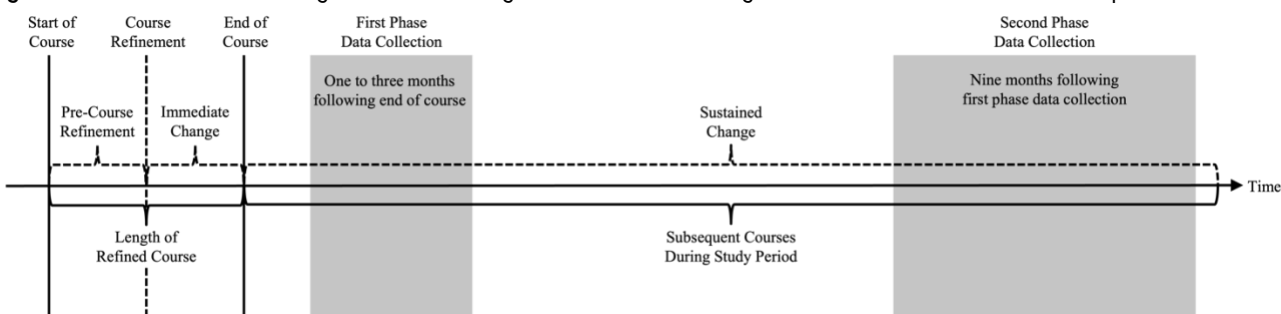 Start of
Course
Course
Refinement
End of
Course
First Phase
Data Collection
Second Phase
Data Collection
One to three months
following end of course
Nine months following
first phase data collection
Pre-Course
Refinement
Immediate
Change
Sustained
Change
Time
Length of
Refined Course
Subsequent Courses
During Study Period